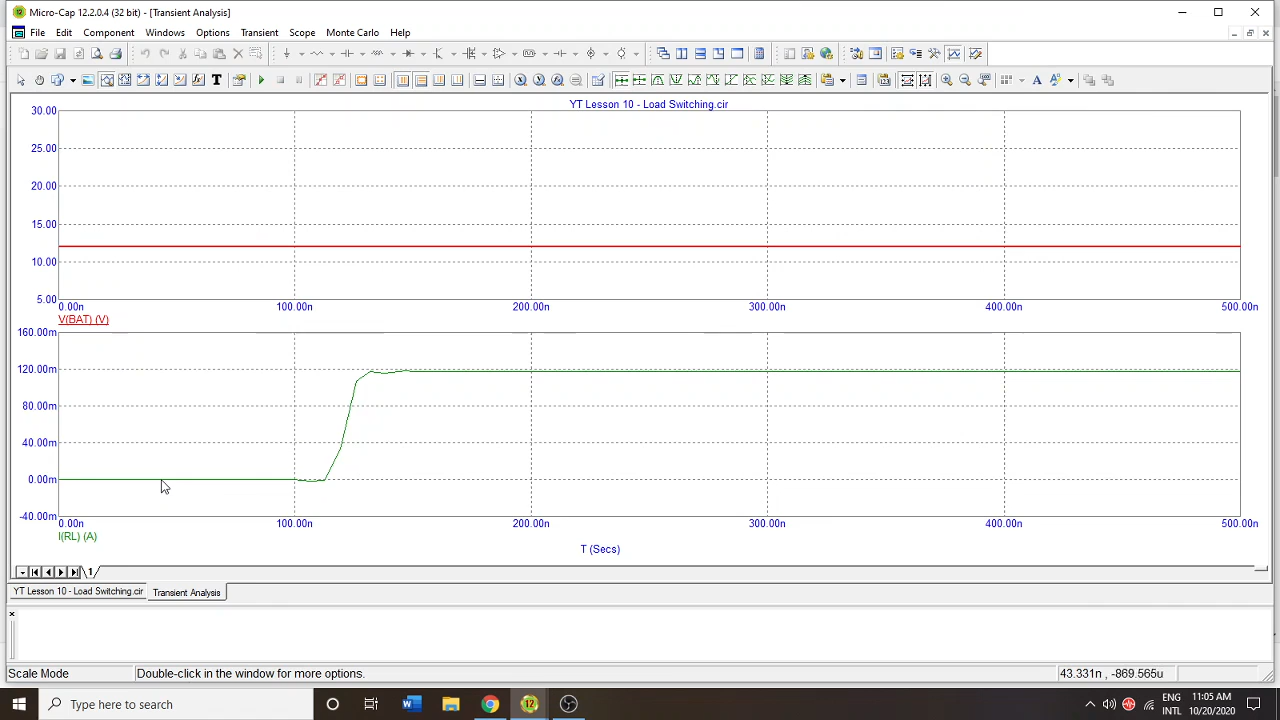 Micro-Cap 12.2.0.4 (32 bit) - [Transient Analysis]
File Edit Component Windows Options Transient Scope Monte Carlo Help
YT Lesson 10 - Load Switching.cir
30.00
25.00
20.00
15.00
10.00
5.00
0.00n 100.00n 200.00n 300.00n 400.00n 500.00n
V(BAT) (V)
160.00m
120.00m
80.00m
40.00m
0.00m
-40.00m
0.00n 100.00n 200.00n 300.00n 400.00n 500.00n
I(RL) (A)
T (Secs)
1
YT Lesson 10 - Load Switching.cir Transient Analysis
Scale Mode Double-click in the window for more options. 43.331n , -869.565u
Type here to search
ENG 11:05 AM
INTL 10/20/2020